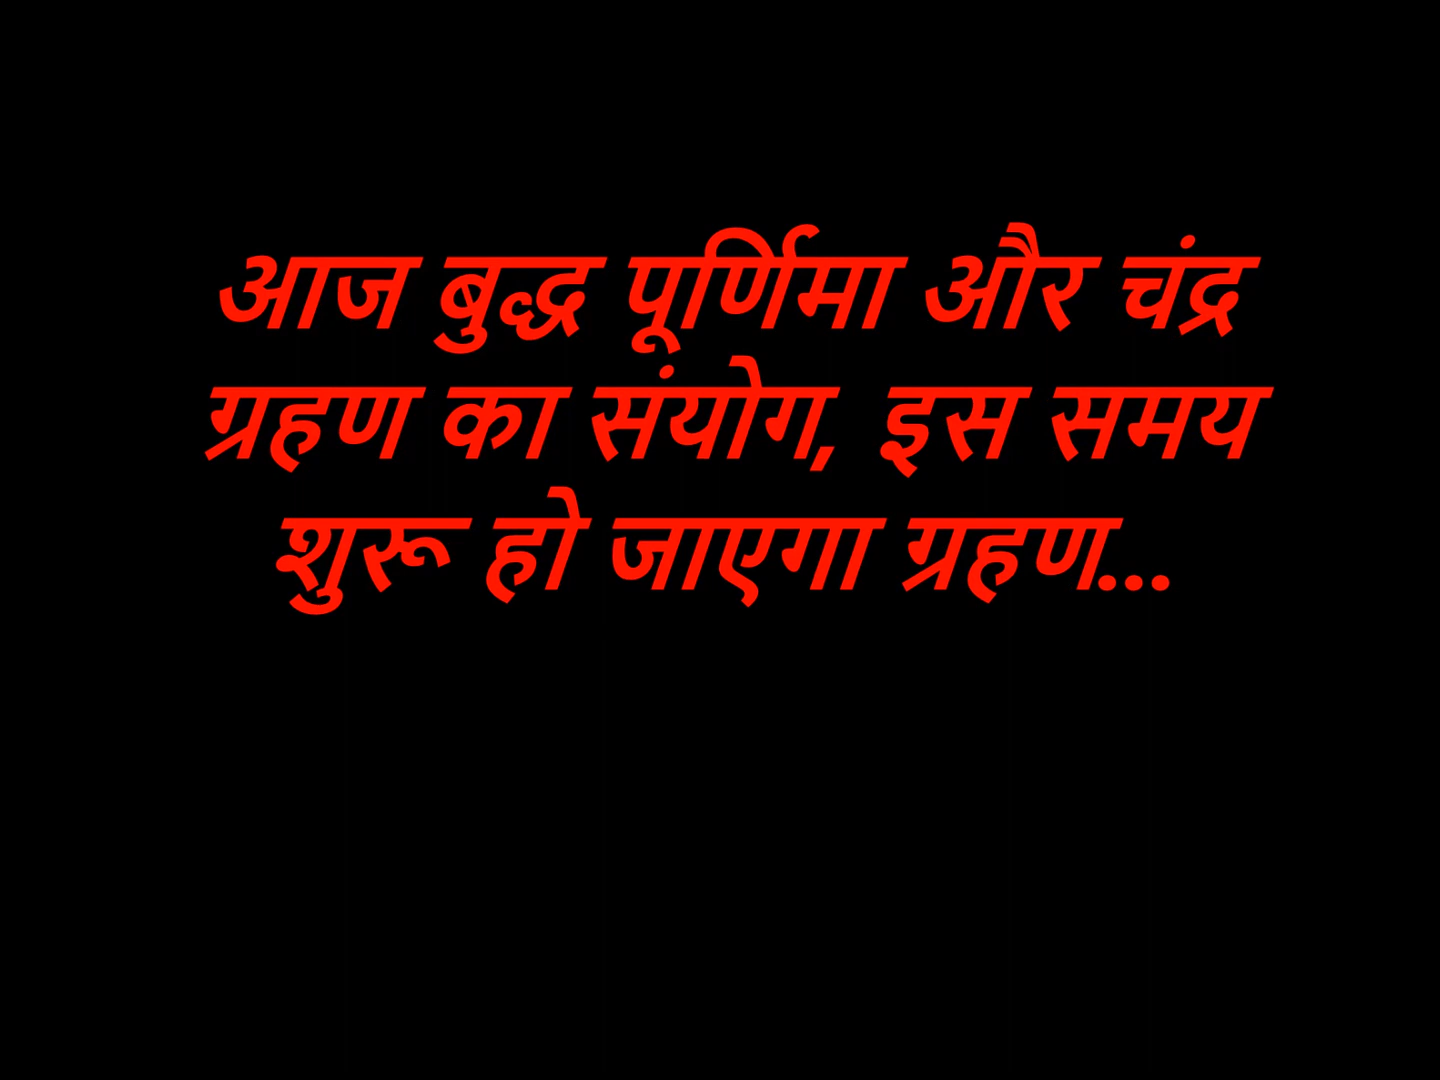 आज बुद्ध पूर्णिमा और चंद्र
ग्रहण का संयोग, इस समय
शुरू हो जाएगा ग्रहण...